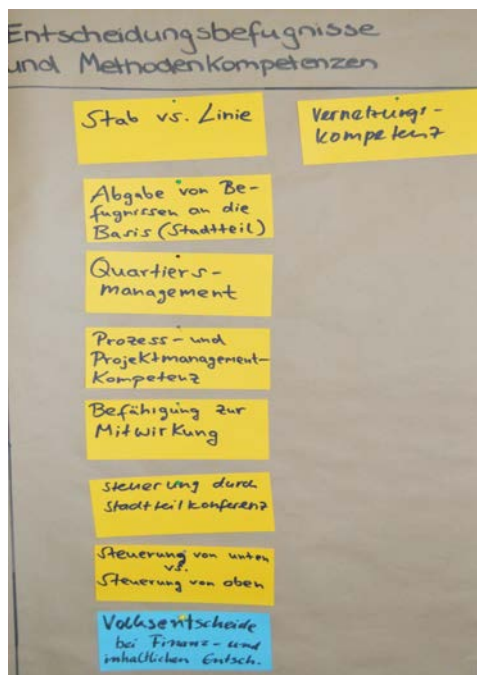 Entscheidungsbefugnisse
und Methodenkompetenzen
Stab vs. Linie
Vernetzungs-
kompetenz
Abgabe von Be-
fugnissen an die
Basis (Stadtteil)
Quartiers-
management
Prozess- und
Projektmanagement-
Kompetenz
Befähigung zur
Mitwirkung
Steuerung durch
Stadtteilkonferenz
Steuerung von unten
vs.
Steuerung von oben
Volksentscheide
bei Finanz- und
inhaltlichen Entsch.